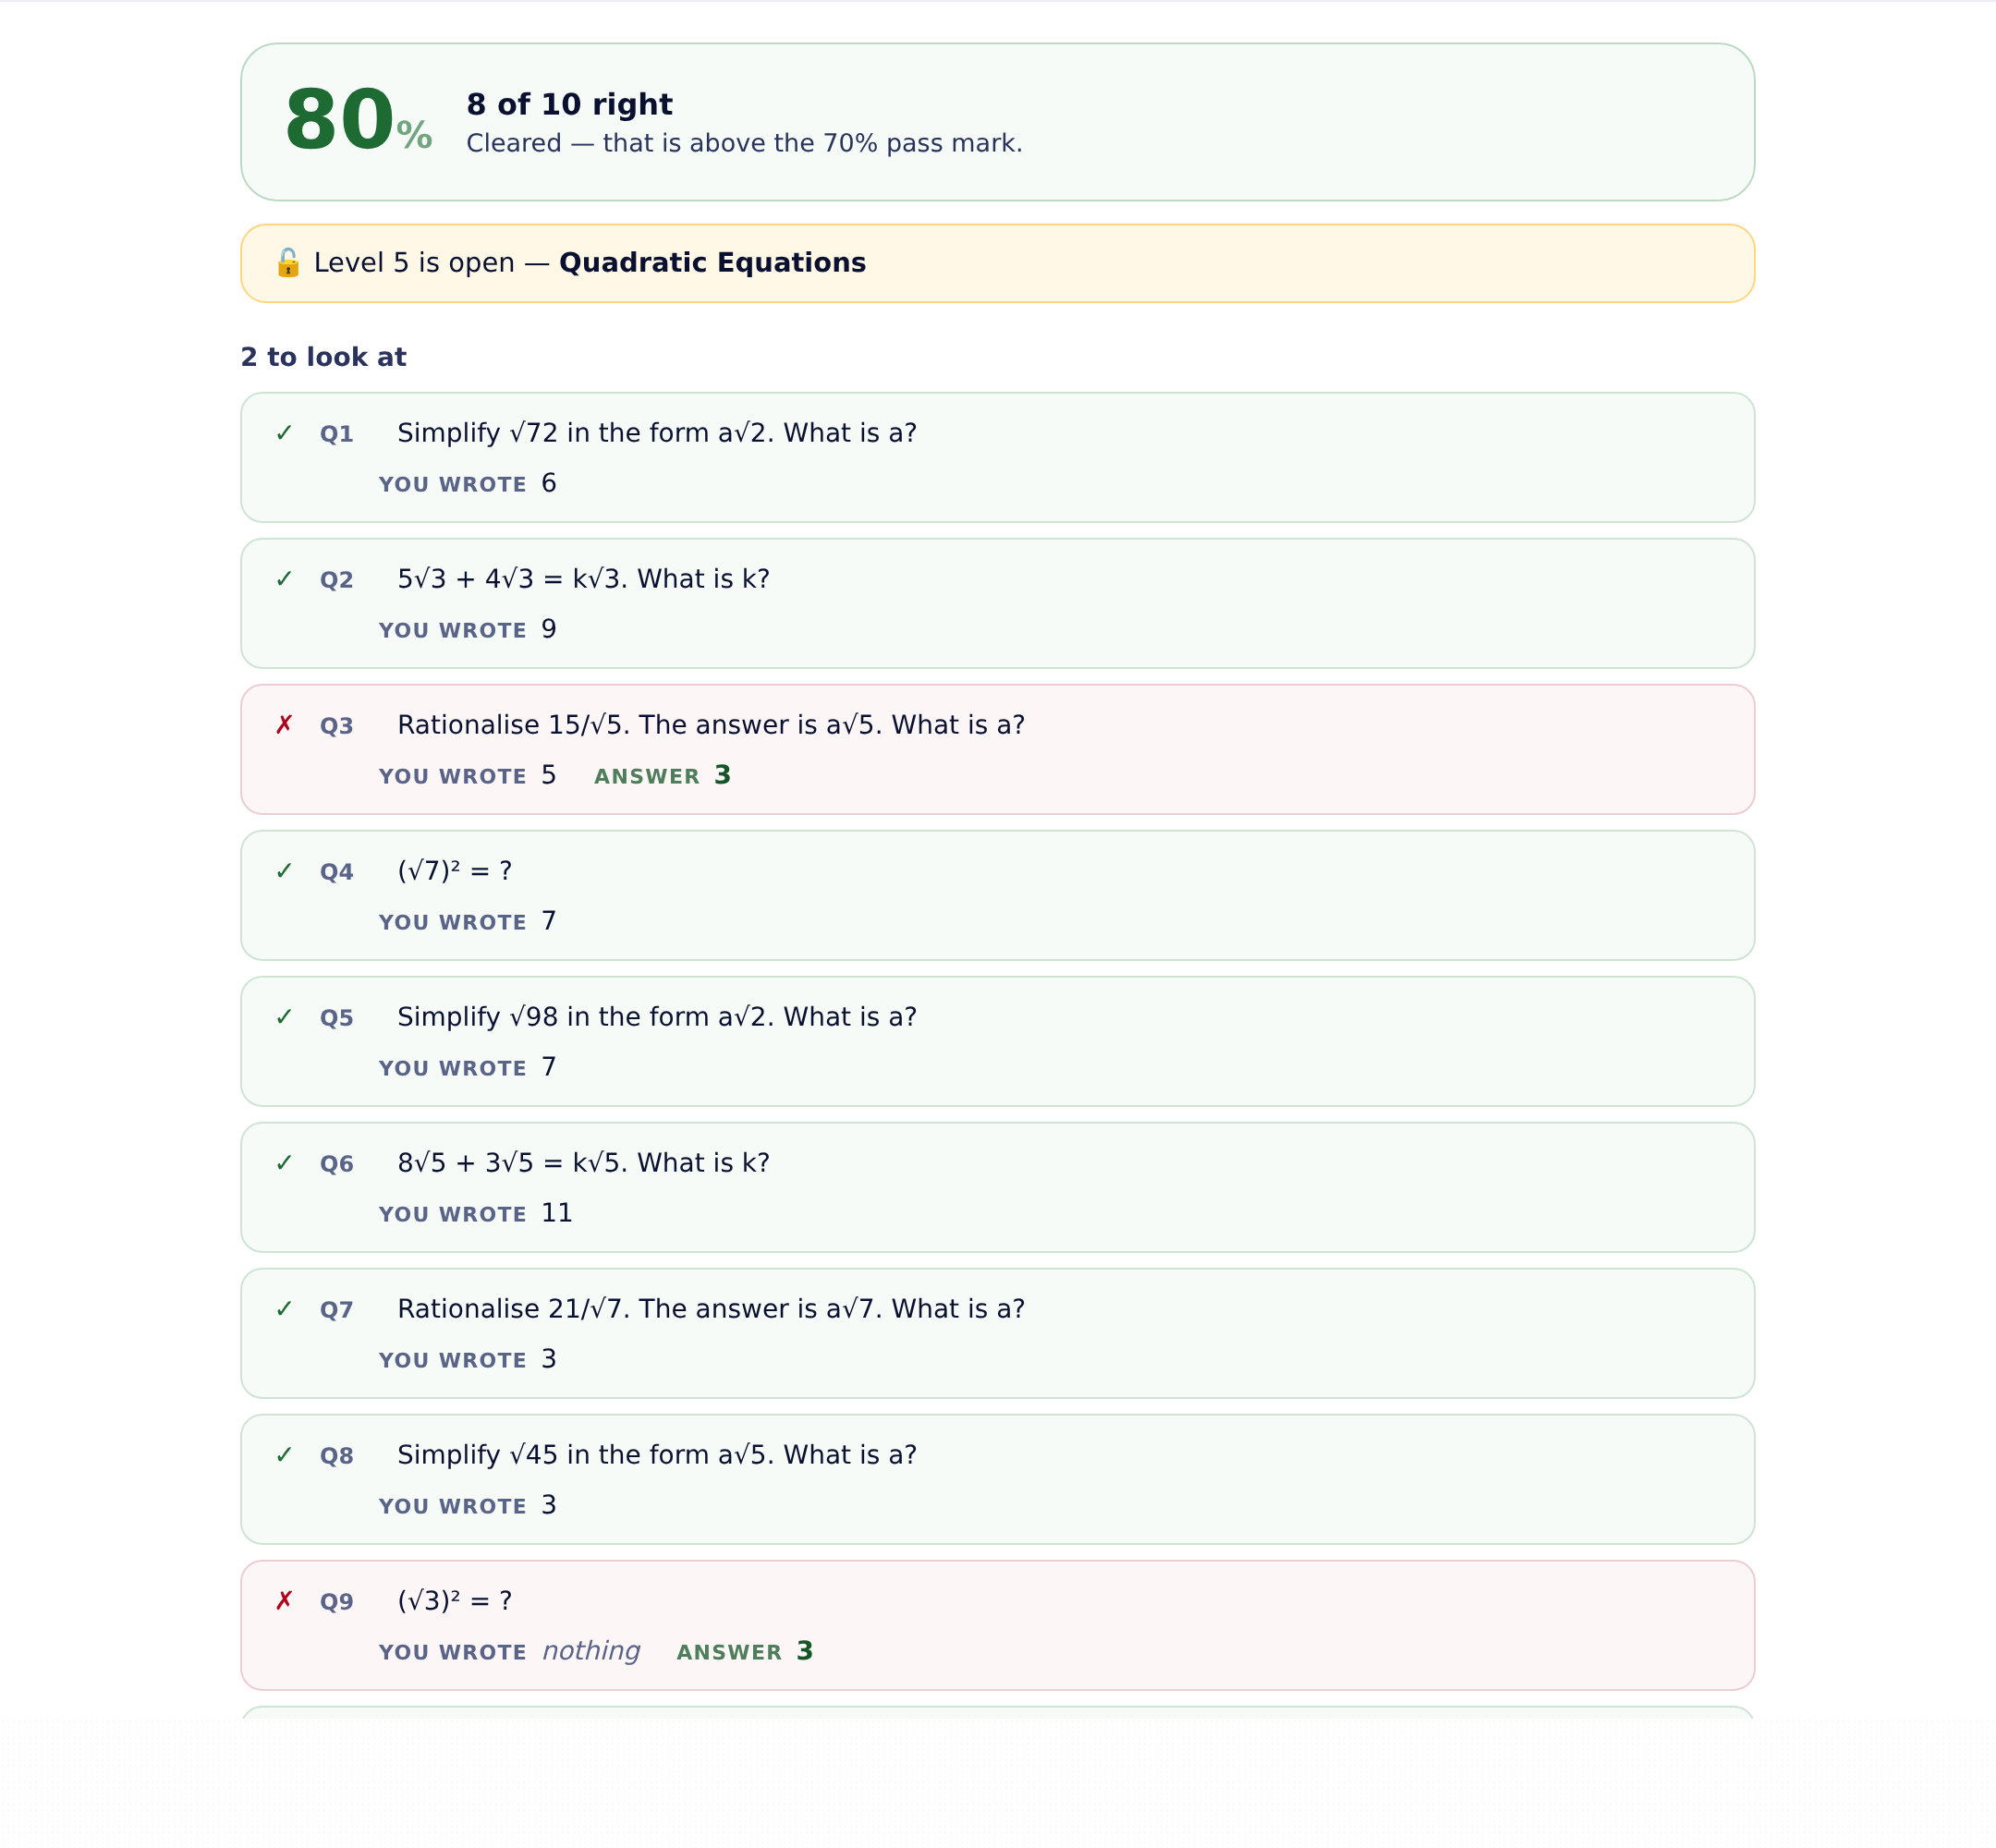 80%
8 of 10 right
Cleared — that is above the 70% pass mark.
🔓 Level 5 is open — Quadratic Equations
2 to look at
✓ Q1 Simplify √72 in the form a√2. What is a?
YOU WROTE 6
✓ Q2 5√3 + 4√3 = k√3. What is k?
YOU WROTE 9
✗ Q3 Rationalise 15/√5. The answer is a√5. What is a?
YOU WROTE 5 ANSWER 3
✓ Q4 (√7)² = ?
YOU WROTE 7
✓ Q5 Simplify √98 in the form a√2. What is a?
YOU WROTE 7
✓ Q6 8√5 + 3√5 = k√5. What is k?
YOU WROTE 11
✓ Q7 Rationalise 21/√7. The answer is a√7. What is a?
YOU WROTE 3
✓ Q8 Simplify √45 in the form a√5. What is a?
YOU WROTE 3
✗ Q9 (√3)² = ?
YOU WROTE nothing ANSWER 3